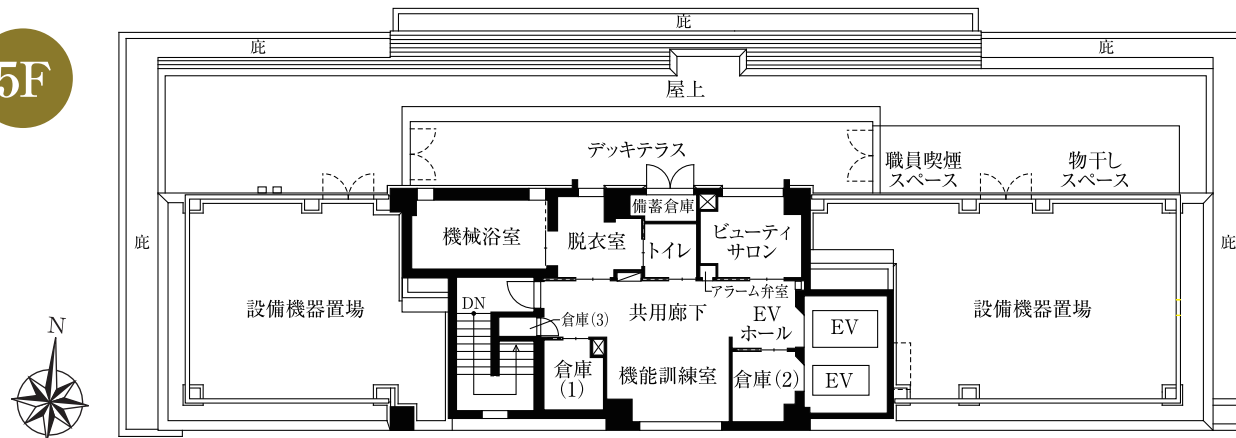 庇
庇
庇
5F
屋上
デッキテラス
職員喫煙
スペース
物干し
スペース
備蓄倉庫
機械浴室
脱衣室
トイレ
ビューティ
サロン
庇
庇
アラーム弁室
設備機器置場
DN
倉庫(3)
共用廊下
EV
ホール
EV
設備機器置場
N
倉庫
(1)
機能訓練室
倉庫(2)
EV